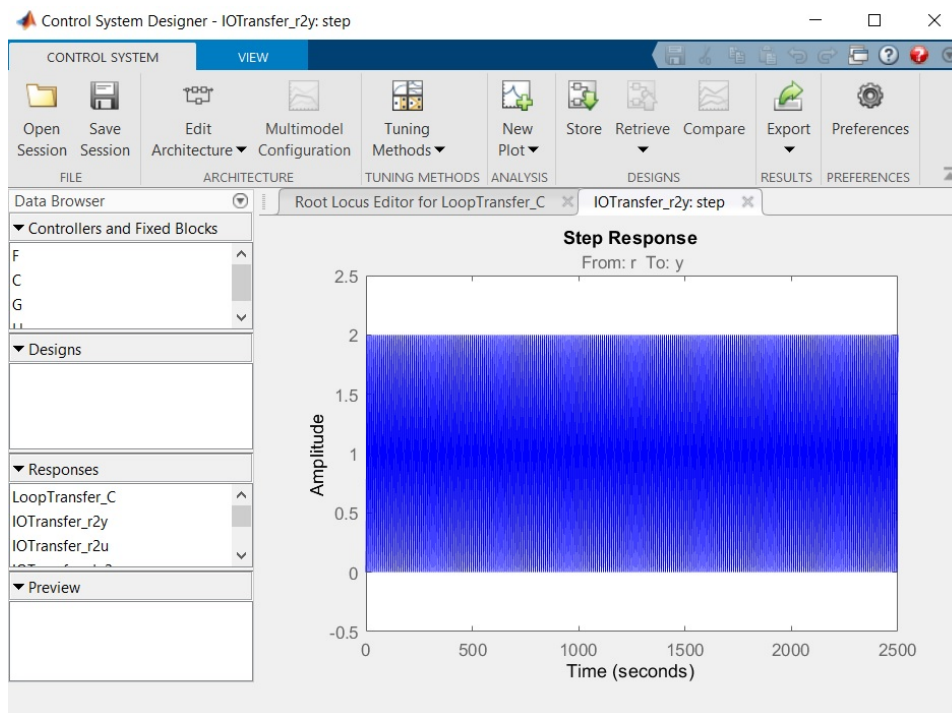 Control System Designer - IOTransfer_r2y: step
CONTROL SYSTEM
VIEW
Open Session
Save Session
Edit Architecture
Multimodel Configuration
Tuning Methods
New Plot
Store
Retrieve
Compare
Export
Preferences
FILE
ARCHITECTURE
TUNING METHODS
ANALYSIS
DESIGNS
RESULTS
PREFERENCES
Data Browser
Controllers and Fixed Blocks
F
C
G
Designs
Responses
LoopTransfer_C
IOTransfer_r2y
IOTransfer_r2u
Preview
Root Locus Editor for LoopTransfer_C
IOTransfer_r2y: step
Step Response
From: r To: y
Amplitude
2.5
2
1.5
1
0.5
0
-0.5
0
500
1000
1500
2000
2500
Time (seconds)